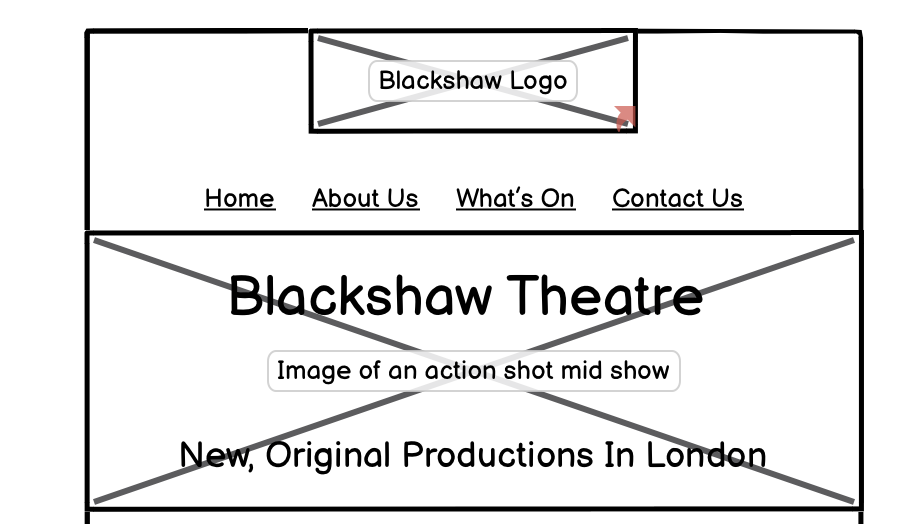 Blackshaw Logo
Home About Us What's On Contact Us
Blackshaw Theatre
Image of an action shot mid show
New, Original Productions In London